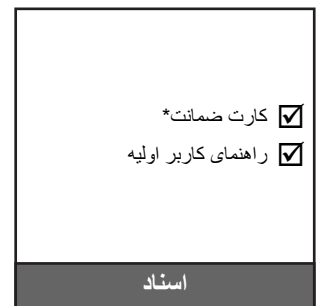 ☑ کارت ضمانت*
☑ راهنمای کاربر اولیه
اسناد